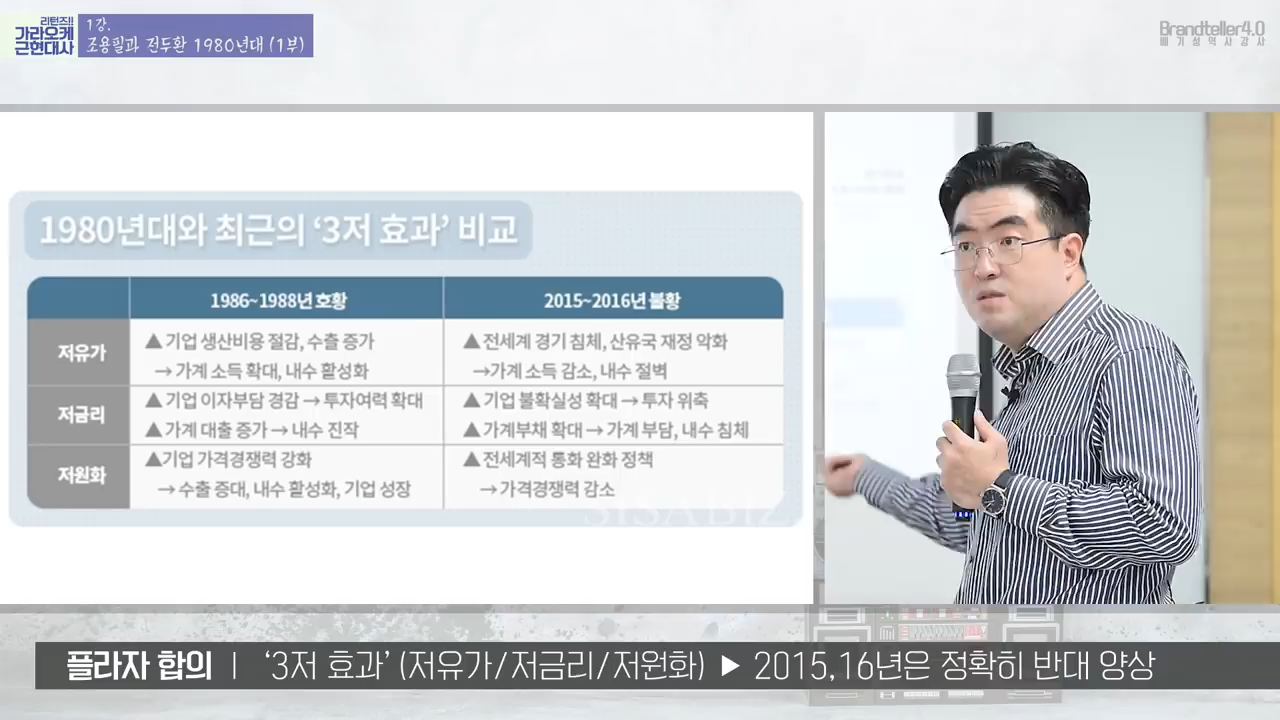 리턴즈!!
가라오케
근현대사
1강.
조용필과 전두환 1980년대 (1부)
Brandteller4.0
배기성역사강사
1980년대와 최근의 ‘3저 효과’ 비교
1986~1988년 호황
2015~2016년 불황
저유가
▲기업 생산비용 절감, 수출 증가
→ 가계 소득 확대, 내수 활성화
▲전세계 경기 침체, 산유국 재정 악화
→가계 소득 감소, 내수 절벽
저금리
▲기업 이자부담 경감 → 투자여력 확대
▲가계 대출 증가 → 내수 진작
▲기업 불확실성 확대 → 투자 위축
▲가계부채 확대 → 가계 부담, 내수 침체
저원화
▲기업 가격경쟁력 강화
→ 수출 증대, 내수 활성화, 기업 성장
▲전세계적 통화 완화 정책
→ 가격경쟁력 감소
SISABIZ
플라자 합의 | ‘3저 효과’ (저유가/저금리/저원화) ▶ 2015,16년은 정확히 반대 양상